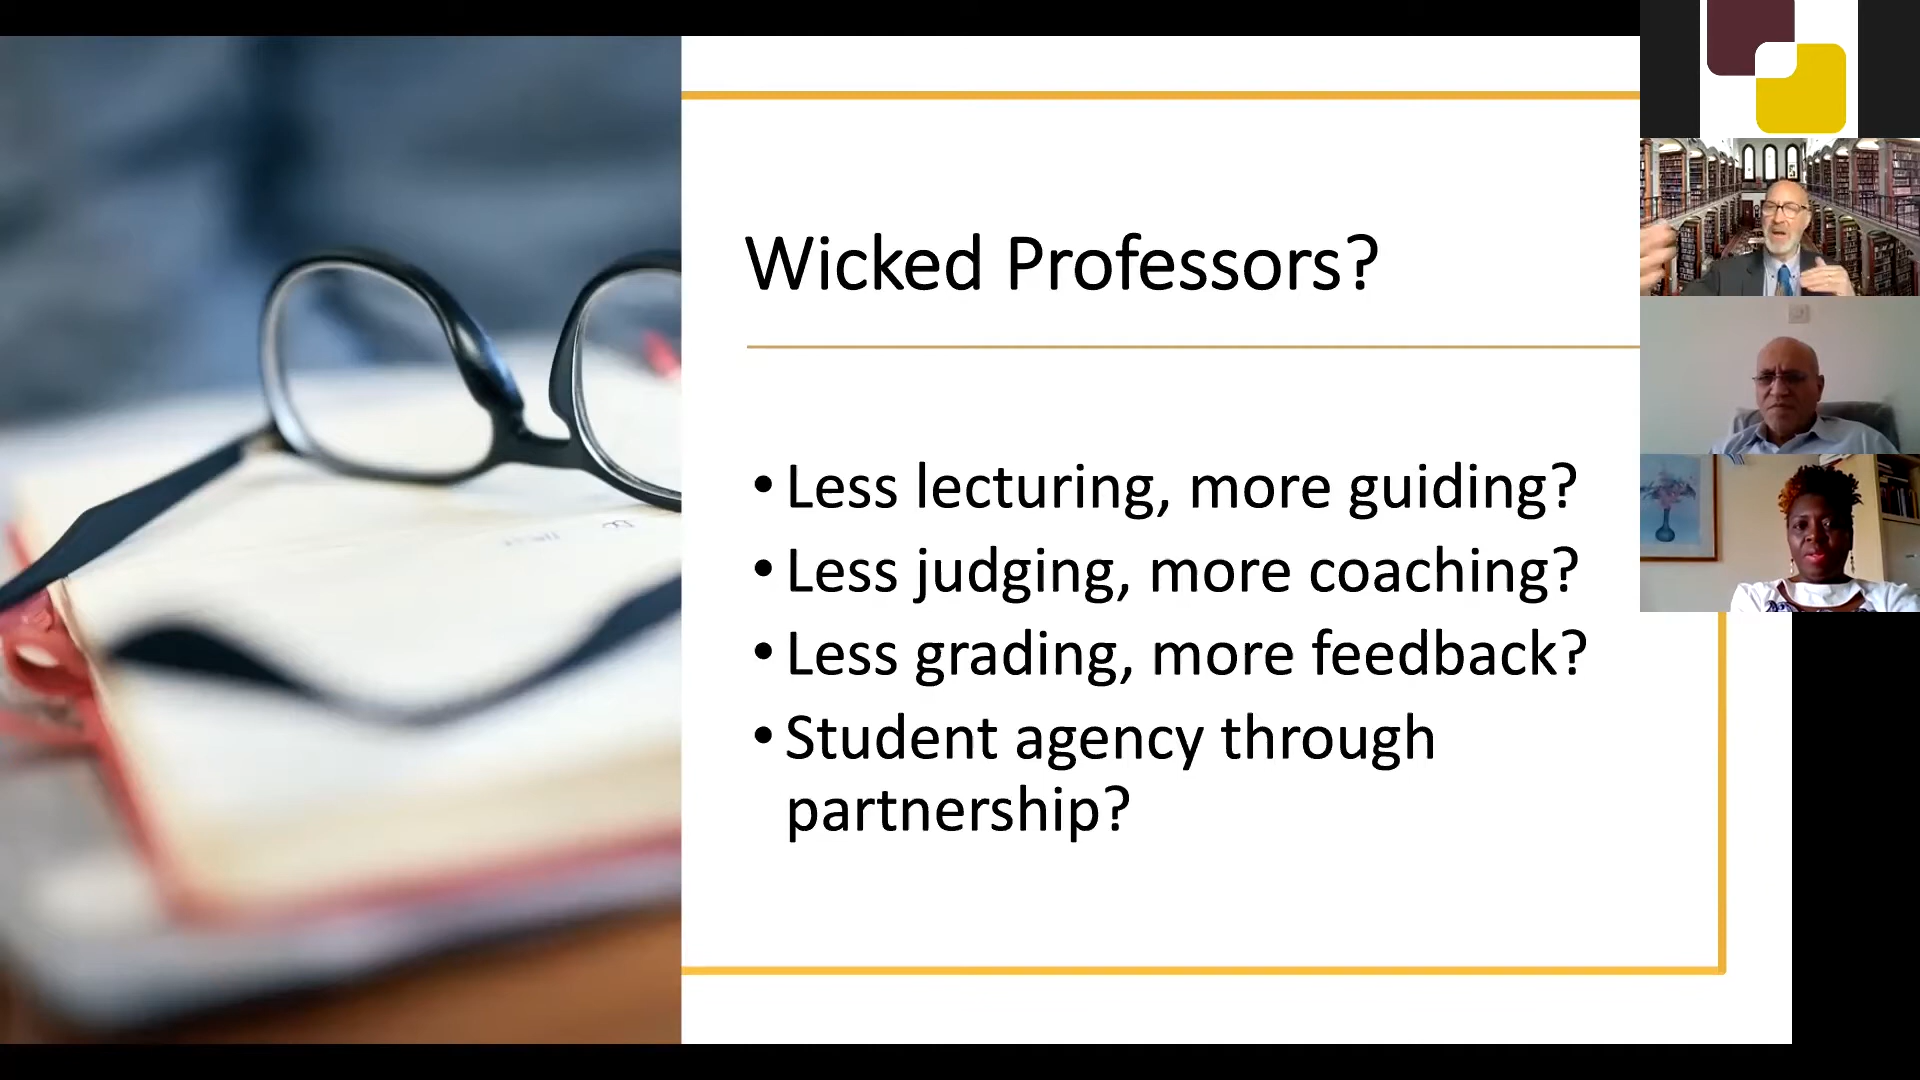 Wicked Professors?
• Less lecturing, more guiding?
• Less judging, more coaching?
• Less grading, more feedback?
• Student agency through
partnership?